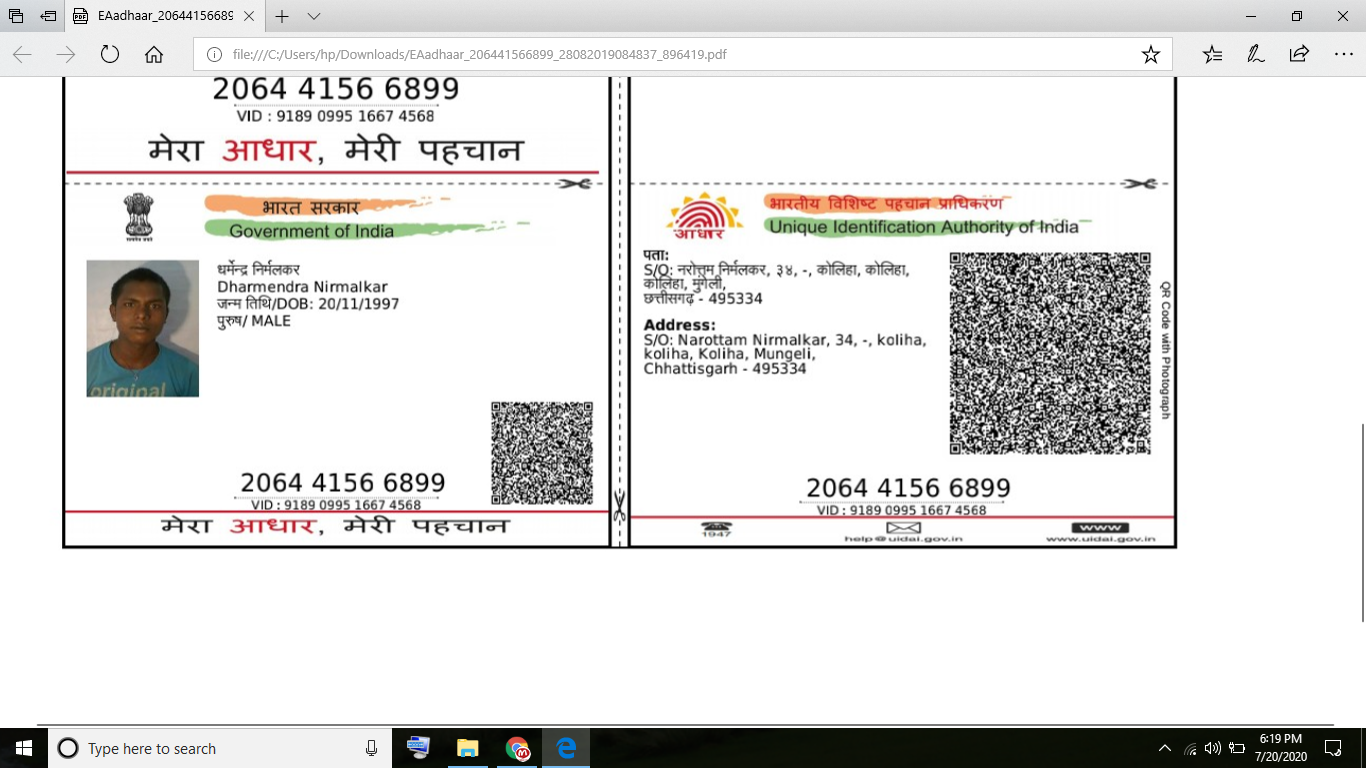 EAadhaar_20644156689
file:///C:/Users/hp/Downloads/EAadhaar_206441566899_28082019084837_896419.pdf
2064 4156 6899
VID : 9189 0995 1667 4568
मेरा आधार, मेरी पहचान
भारत सरकार
Government of India
धर्मेन्द्र निर्मलकर
Dharmendra Nirmalkar
जन्म तिथि/DOB: 20/11/1997
पुरुष/ MALE
original
2064 4156 6899
VID : 9189 0995 1667 4568
मेरा आधार, मेरी पहचान
भारतीय विशिष्ट पहचान प्राधिकरण
Unique Identification Authority of India
आधार
पता:
S/O: नरोत्तम निर्मलकर, ३४, -, कोलिहा, कोलिहा,
कोलिहा, मुंगेली,
छत्तीसगढ़ - 495334
Address:
S/O: Narottam Nirmalkar, 34, -, koliha,
koliha, Koliha, Mungeli,
Chhattisgarh - 495334
QR Code with Photograph
2064 4156 6899
VID : 9189 0995 1667 4568
1947
help@uidai.gov.in
www
www.uidai.gov.in
Type here to search
6:19 PM
7/20/2020